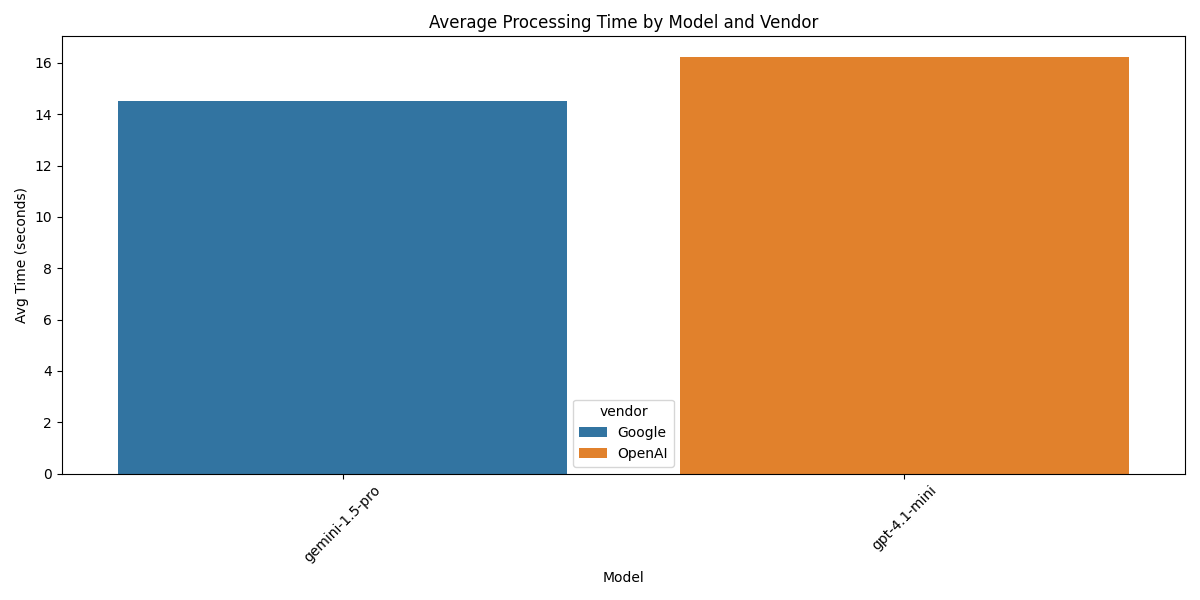 Average Processing Time by Model and Vendor
Avg Time (seconds)
16
14
12
10
8
6
4
2
0
vendor
Google
OpenAI
gemini-1.5-pro
gpt-4.1-mini
Model